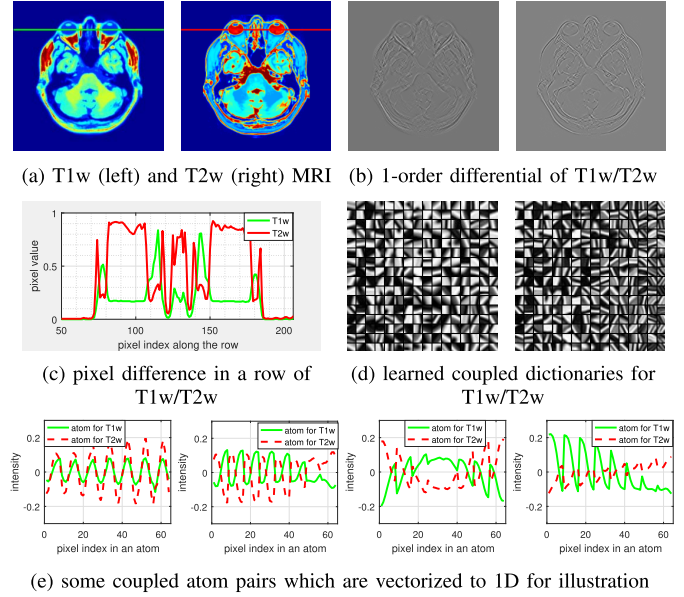 (a) T1w (left) and T2w (right) MRI
(b) 1-order differential of T1w/T2w
1
0.5
0
pixel value
T1w
T2w
50
100
150
200
pixel index along the row
(c) pixel difference in a row of
T1w/T2w
(d) learned coupled dictionaries for
T1w/T2w
atom for T1w
atom for T2w
0.2
0
-0.2
intensity
0
20
40
60
pixel index in an atom
atom for T1w
atom for T2w
0.2
0
-0.2
intensity
0
20
40
60
pixel index in an atom
atom for T1w
atom for T2w
0.2
0
-0.2
intensity
0
20
40
60
pixel index in an atom
atom for T1w
atom for T2w
0.2
0
-0.2
intensity
0
20
40
60
pixel index in an atom
(e) some coupled atom pairs which are vectorized to 1D for illustration